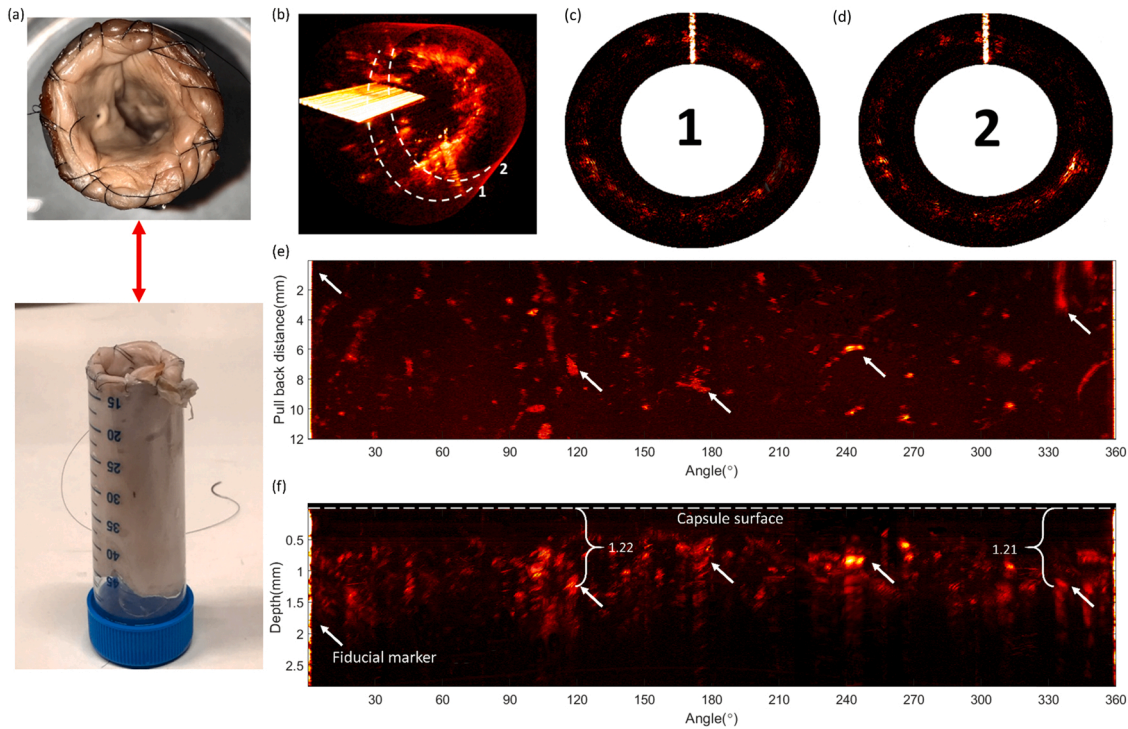 (a)
(b)
(c)
(d)
1
2
1
2
(e)
Pull back distance(mm)
2
4
6
8
10
12
30 60 90 120 150 180 210 240 270 300 330 360
Angle(°)
15
20
25
30
35
40
45
(f)
Capsule surface
1.22
1.21
Depth(mm)
0.5
1
1.5
2
2.5
Fiducial marker
30 60 90 120 150 180 210 240 270 300 330 360
Angle(°)